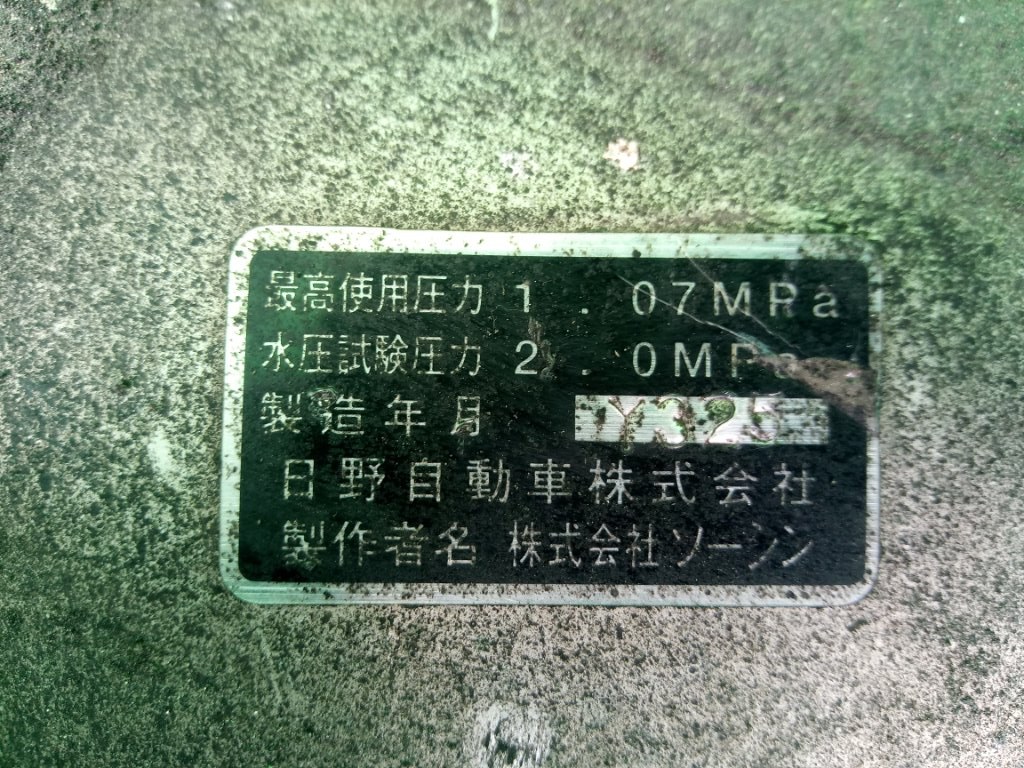 最高使用圧力 1.07MPa
水圧試験圧力 2.0MPa
製造年月 Y325
日野自動車株式会社
製作者名 株式会社ソーシン